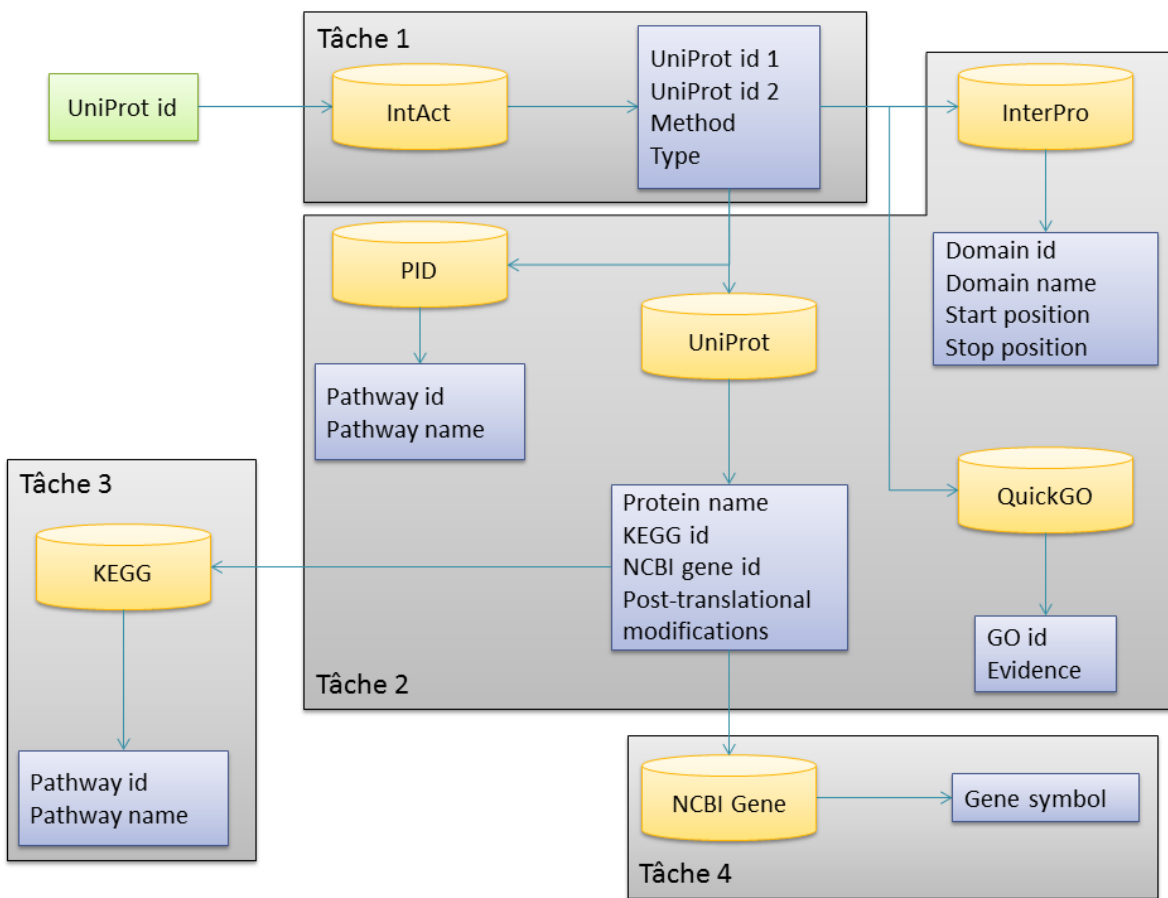 Tâche 1
UniProt id
IntAct
UniProt id 1
UniProt id 2
Method
Type
InterPro
Domain id
Domain name
Start position
Stop position
PID
UniProt
Pathway id
Pathway name
QuickGO
Protein name
KEGG id
NCBI gene id
Post-translational
modifications
GO id
Evidence
Tâche 2
Tâche 3
KEGG
Pathway id
Pathway name
NCBI Gene
Gene symbol
Tâche 4